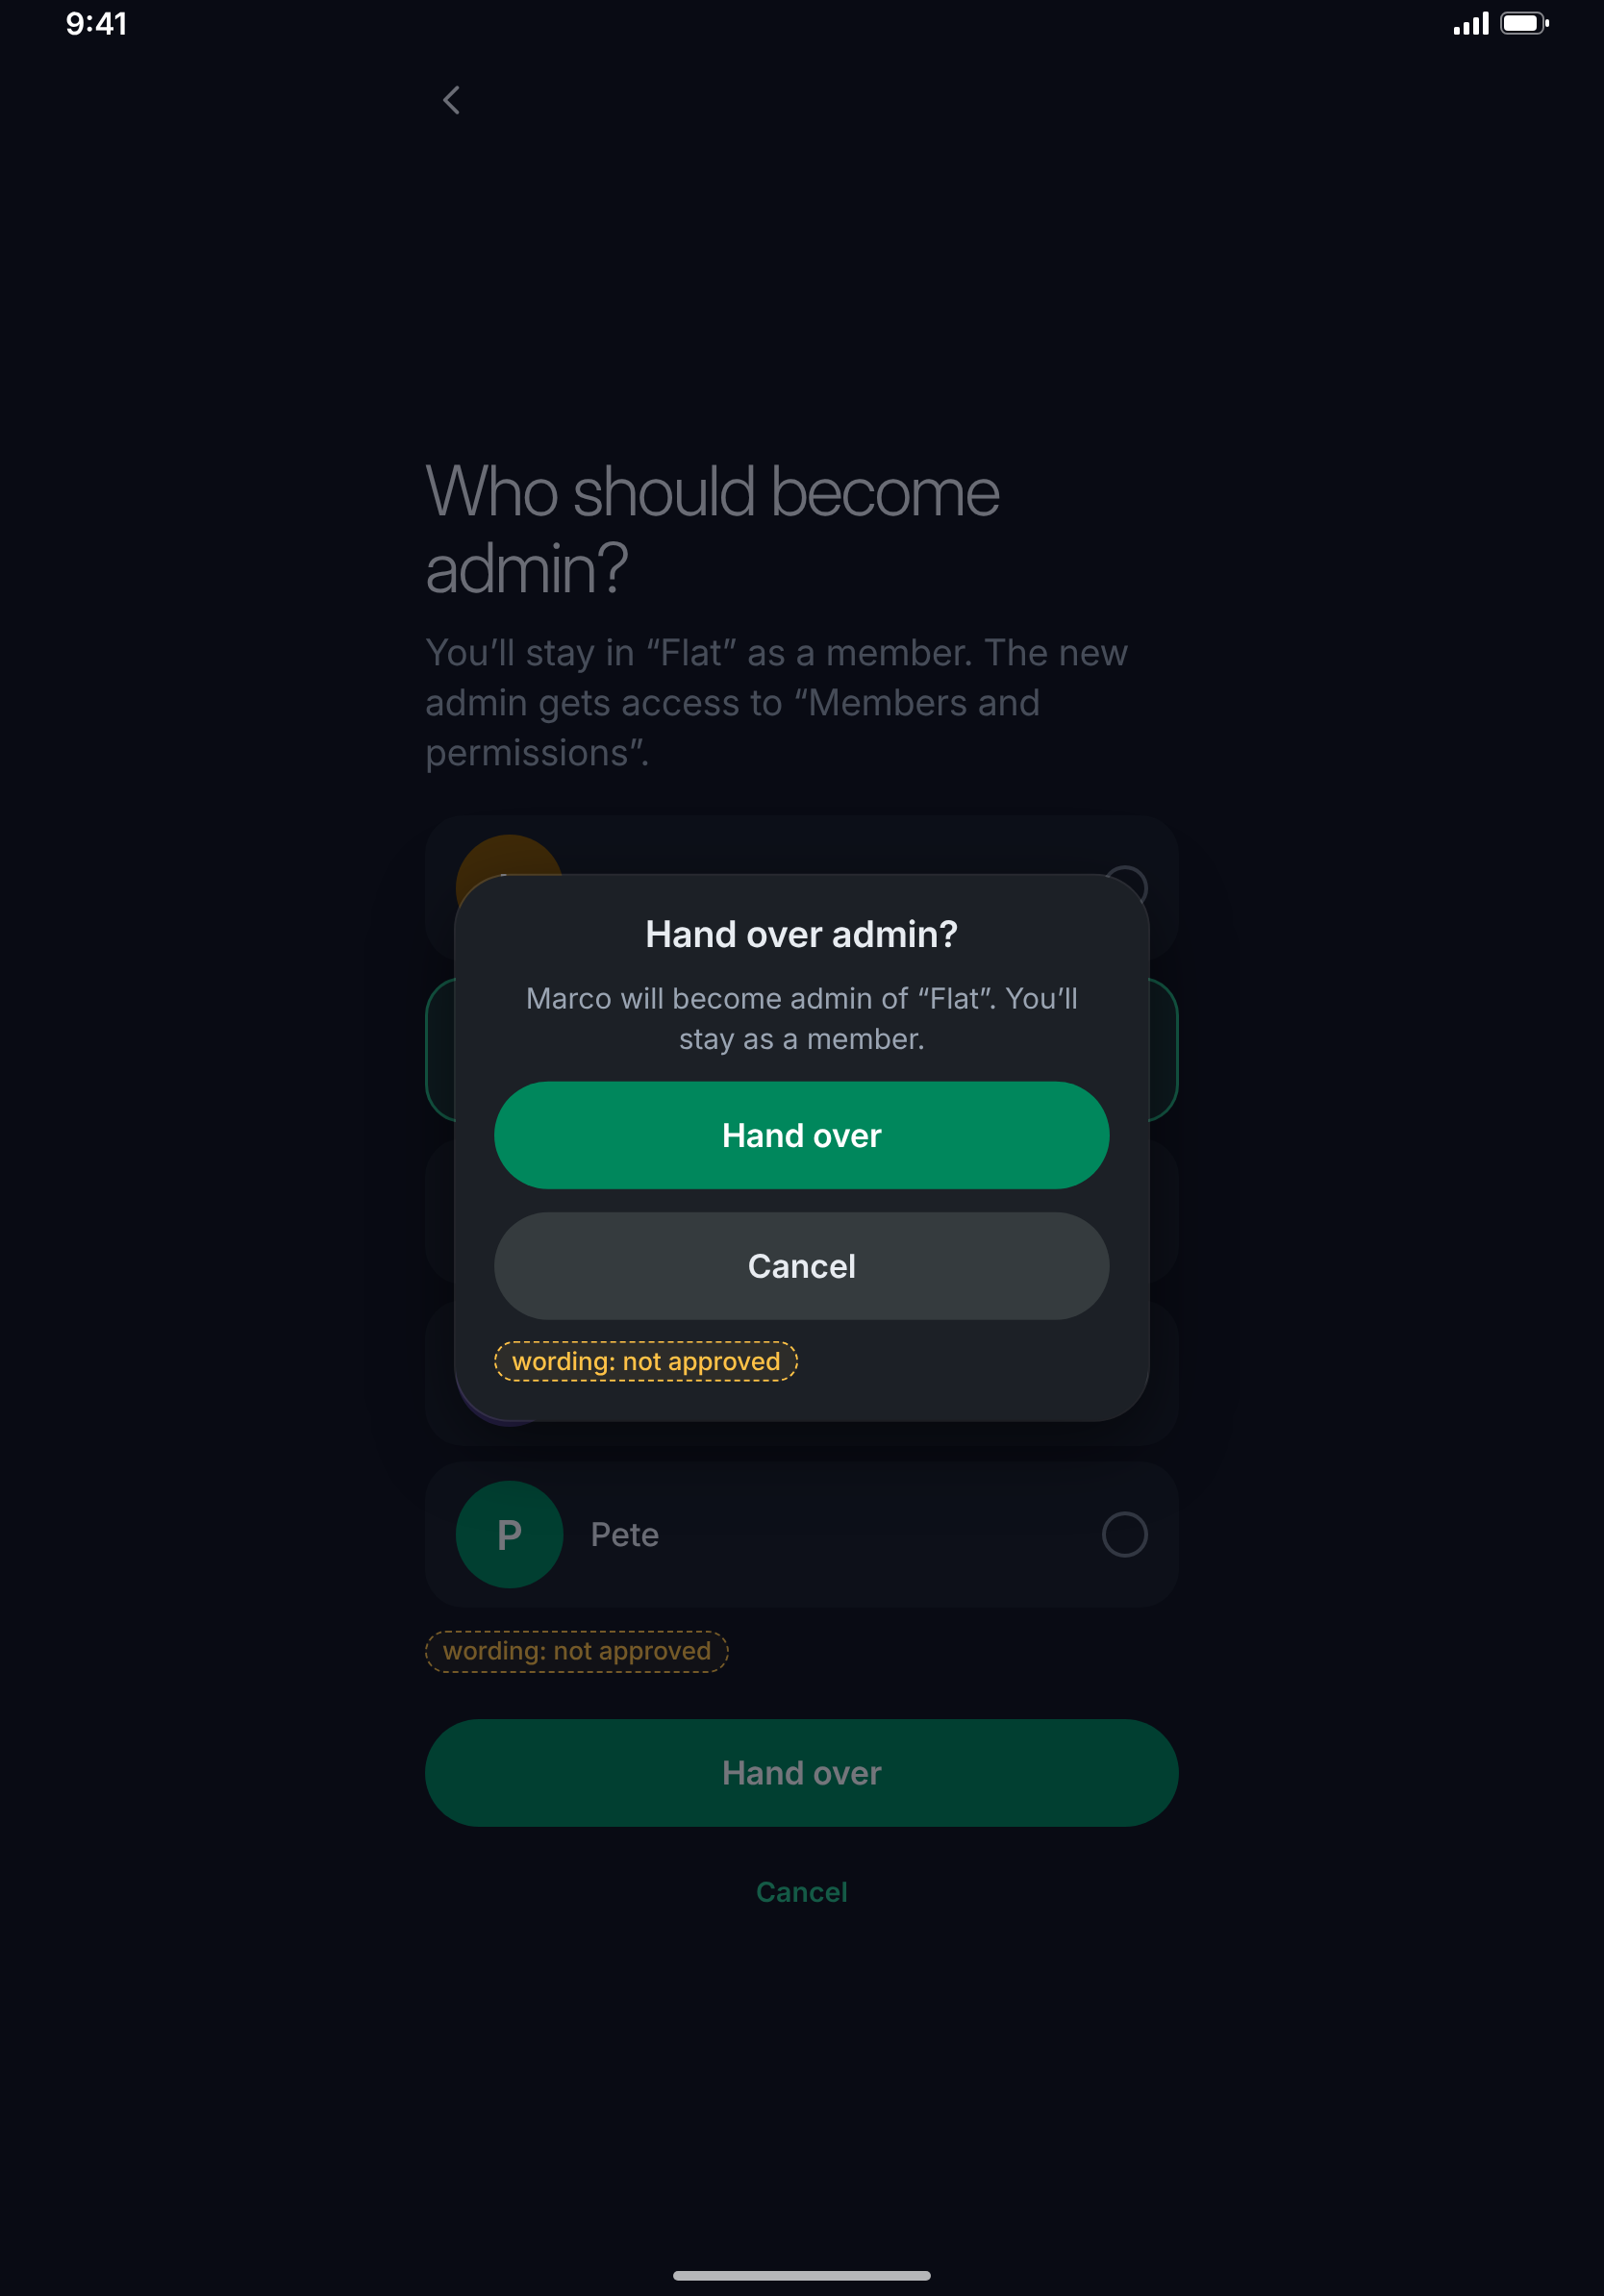 9:41
Who should become
admin?
You’ll stay in “Flat” as a member. The new
admin gets access to “Members and
permissions”.
Hand over admin?
Marco will become admin of “Flat”. You’ll
stay as a member.
Hand over
Cancel
wording: not approved
P
Pete
wording: not approved
Hand over
Cancel